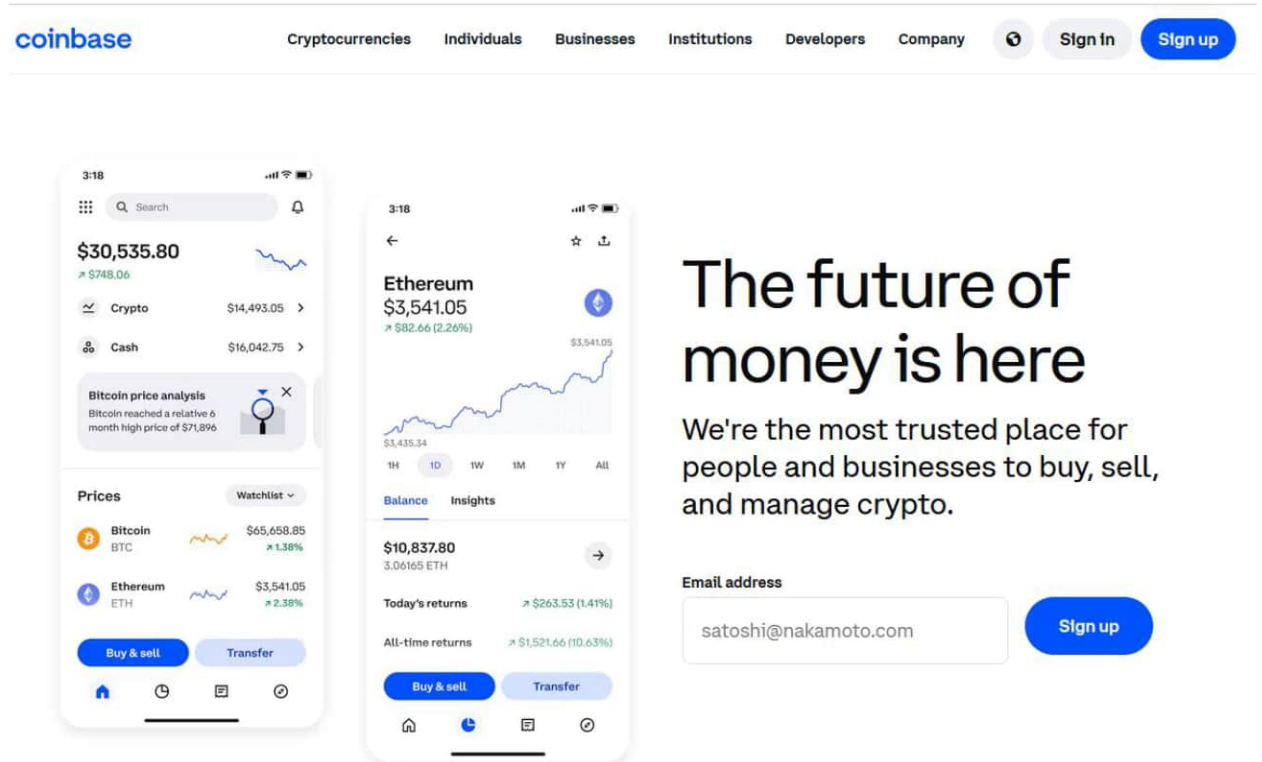 coinbase
Cryptocurrencies Individuals Businesses Institutions Developers Company Sign in Sign up
3:18
Search
$30,535.80
↗ $748.06
Crypto $14,493.05
Cash $16,042.75
Bitcoin price analysis
Bitcoin reached a relative 6
month high price of $71,896
Prices Watchlist
Bitcoin $65,658.85
BTC ↗ 1.38%
Ethereum $3,541.05
ETH ↗ 2.38%
Buy & sell Transfer
3:18
Ethereum
$3,541.05
↗ $82.66 (2.26%)
$3,541.05
$3,435.34
1H 1D 1W 1M 1Y All
Balance Insights
$10,837.80
3.06165 ETH
Today's returns ↗ $263.53 (1.41%)
All-time returns ↗ $1,521.66 (10.63%)
Buy & sell Transfer
The future of
money is here
We're the most trusted place for
people and businesses to buy, sell,
and manage crypto.
Email address
satoshi@nakamoto.com
Sign up